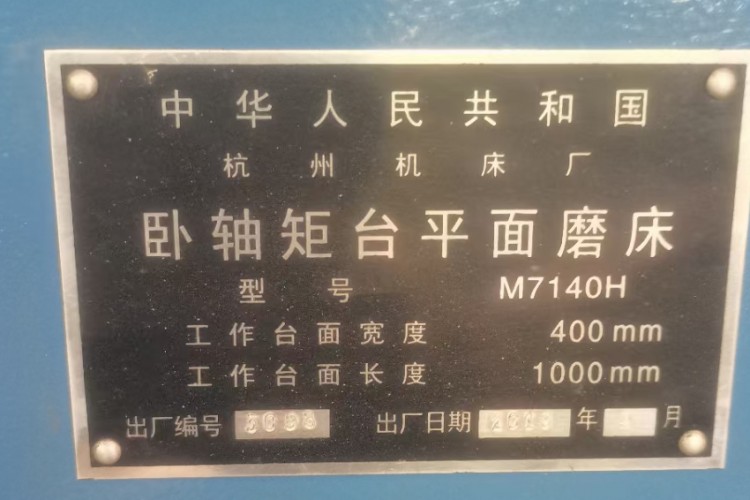 中华人民共和国
杭州机床厂
卧轴矩台平面磨床
型号 M7140H
工作台面宽度 400mm
工作台面长度 1000mm
出厂编号 出厂日期 年 月